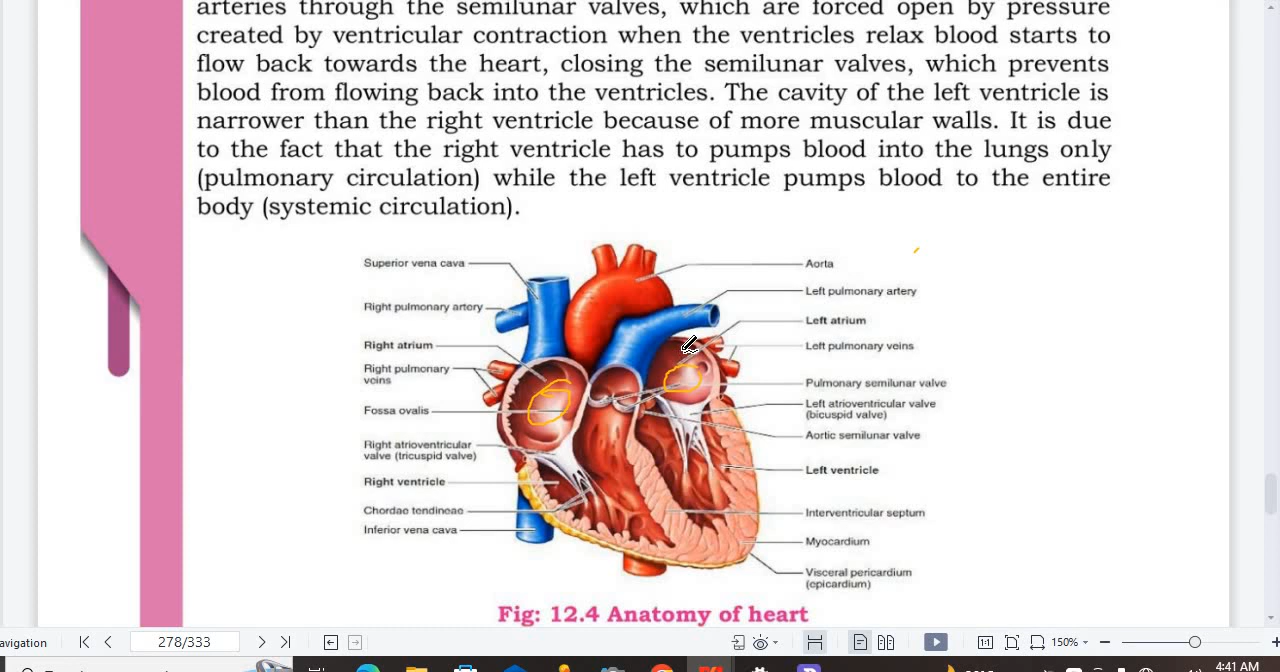 arteries through the semilunar valves, which are forced open by pressure
created by ventricular contraction when the ventricles relax blood starts to
flow back towards the heart, closing the semilunar valves, which prevents
blood from flowing back into the ventricles. The cavity of the left ventricle is
narrower than the right ventricle because of more muscular walls. It is due
to the fact that the right ventricle has to pumps blood into the lungs only
(pulmonary circulation) while the left ventricle pumps blood to the entire
body (systemic circulation).
Superior vena cava
Right pulmonary artery
Right atrium
Right pulmonary
veins
Fossa ovalis
Right atrioventricular
valve (tricuspid valve)
Right ventricle
Chordae tendineae
Inferior vena cava
Aorta
Left pulmonary artery
Left atrium
Left pulmonary veins
Pulmonary semilunar valve
Left atrioventricular valve
(bicuspid valve)
Aortic semilunar valve
Left ventricle
Interventricular septum
Myocardium
Visceral pericardium
(epicardium)
Fig: 12.4 Anatomy of heart
avigation
278/333
150%
4:41 AM